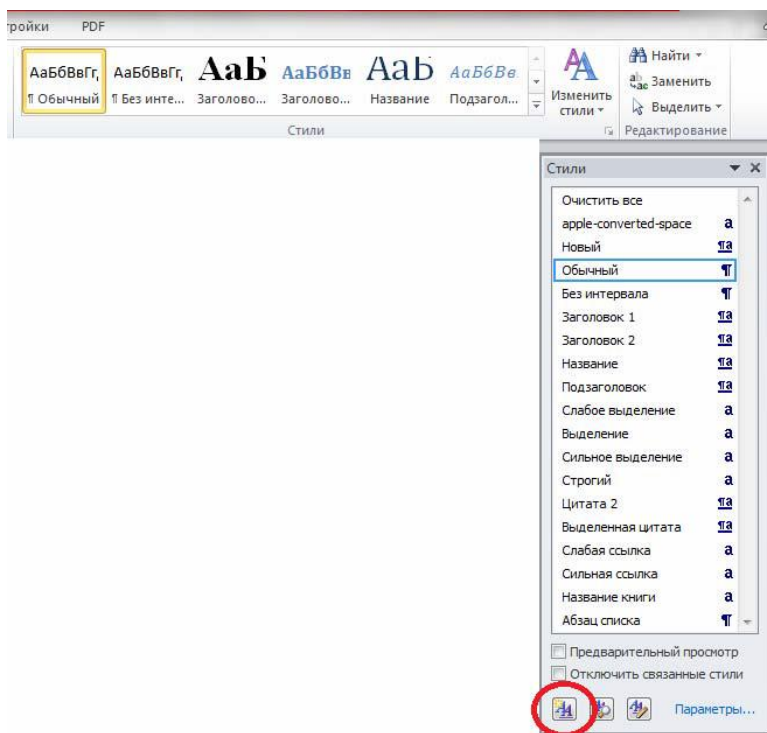 тройки PDF
АаБбВвГг, АаБбВвГг, АаБ АаБбВв АаБ АаБбВв
¶ Обычный ¶ Без инте... Заголово... Заголово... Название Подзагол...
Изменить стили
Найти
Заменить
Выделить
Стили
Редактирование
Стили
Очистить все
apple-converted-space a
Новый ¶a
Обычный ¶
Без интервала ¶
Заголовок 1 ¶a
Заголовок 2 ¶a
Название ¶a
Подзаголовок ¶a
Слабое выделение a
Выделение a
Сильное выделение a
Строгий a
Цитата 2 ¶a
Выделенная цитата ¶a
Слабая ссылка a
Сильная ссылка a
Название книги a
Абзац списка ¶
Предварительный просмотр
Отключить связанные стили
Параметры...